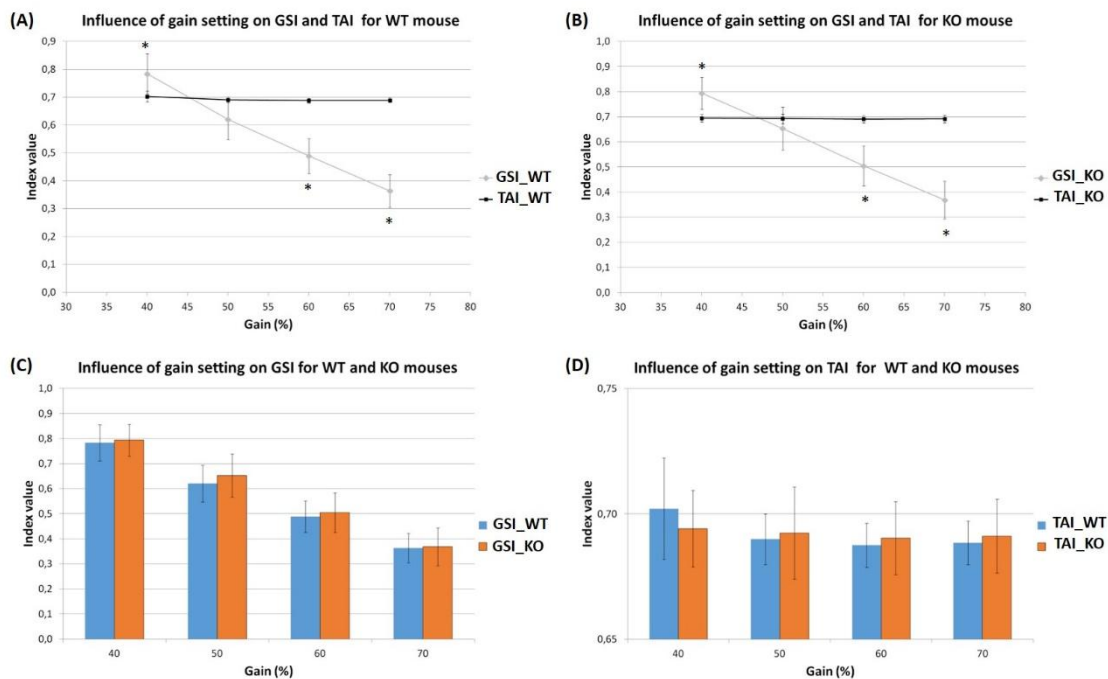 (A) Influence of gain setting on GSI and TAI for WT mouse
0,9
0,8
0,7
0,6
0,5
0,4
0,3
0,2
0,1
0,0
Index value
*
*
*
30 35 40 45 50 55 60 65 70 75 80
Gain (%)
GSI_WT
TAI_WT
(B) Influence of gain setting on GSI and TAI for KO mouse
1,0
0,9
0,8
0,7
0,6
0,5
0,4
0,3
0,2
0,1
0,0
Index value
*
*
*
30 35 40 45 50 55 60 65 70 75 80
Gain (%)
GSI_KO
TAI_KO
(C) Influence of gain setting on GSI for WT and KO mouses
1,0
0,9
0,8
0,7
0,6
0,5
0,4
0,3
0,2
0,1
0,0
Index value
40 50 60 70
Gain (%)
GSI_WT
GSI_KO
(D) Influence of gain setting on TAI for WT and KO mouses
0,75
0,70
0,65
Index value
40 50 60 70
Gain (%)
TAI_WT
TAI_KO